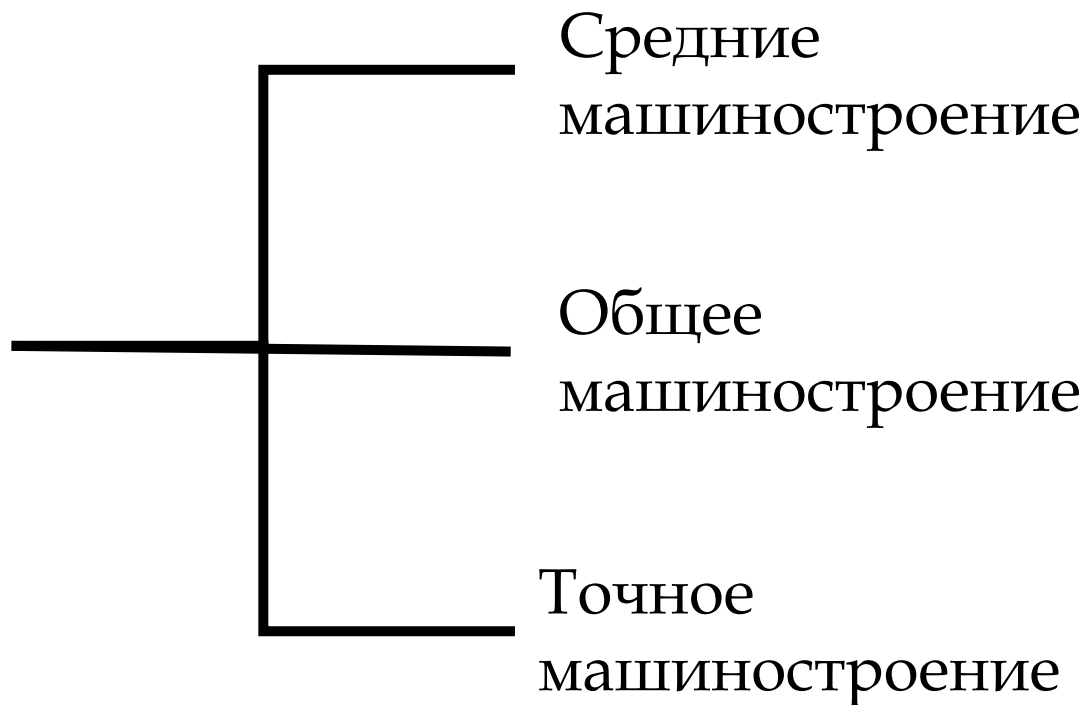 Средние
машиностроение
Общее
машиностроение
Точное
машиностроение